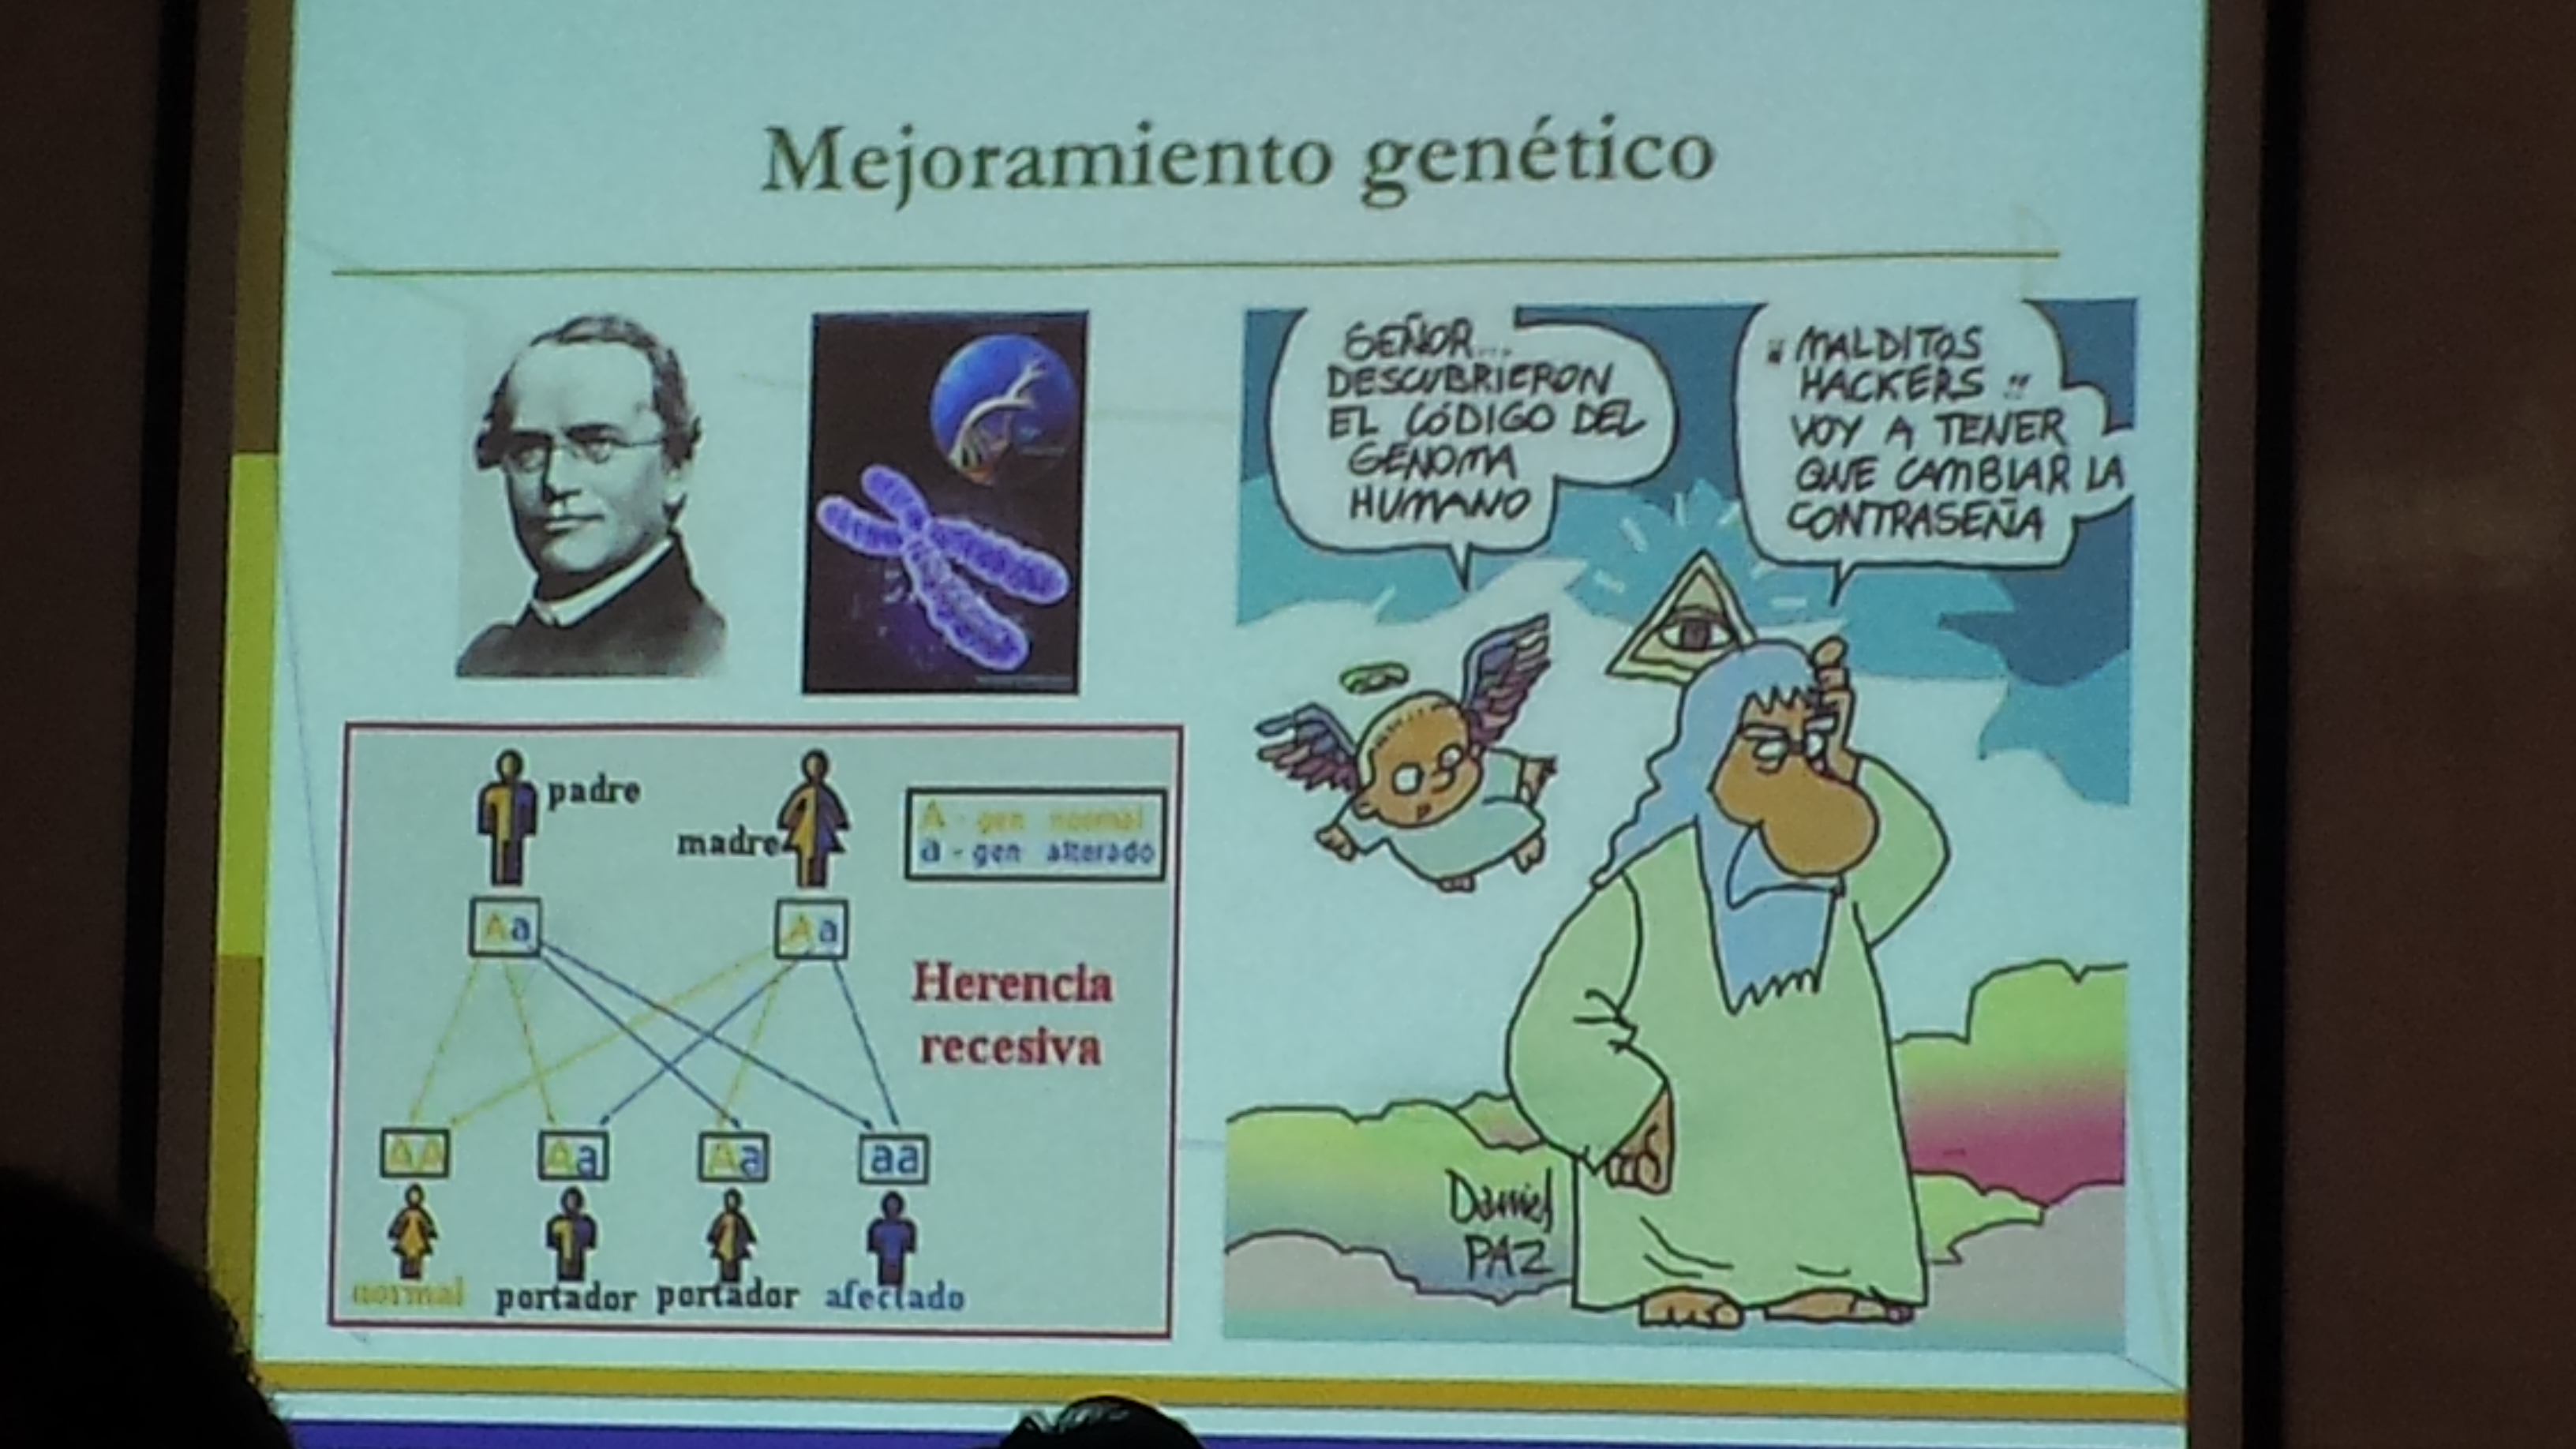 Mejoramiento genético
SEÑOR...
DESCUBRIERON
EL CÓDIGO DEL
GENOMA
HUMANO
¡¡ MALDITOS
HACKERS !!
VOY A TENER
QUE CAMBIAR LA
CONTRASEÑA
padre
madre
A - gen normal
a - gen alterado
Aa
Aa
Herencia
recesiva
AA
Aa
Aa
aa
normal
portador
portador
afectado
Daniel
PAZ